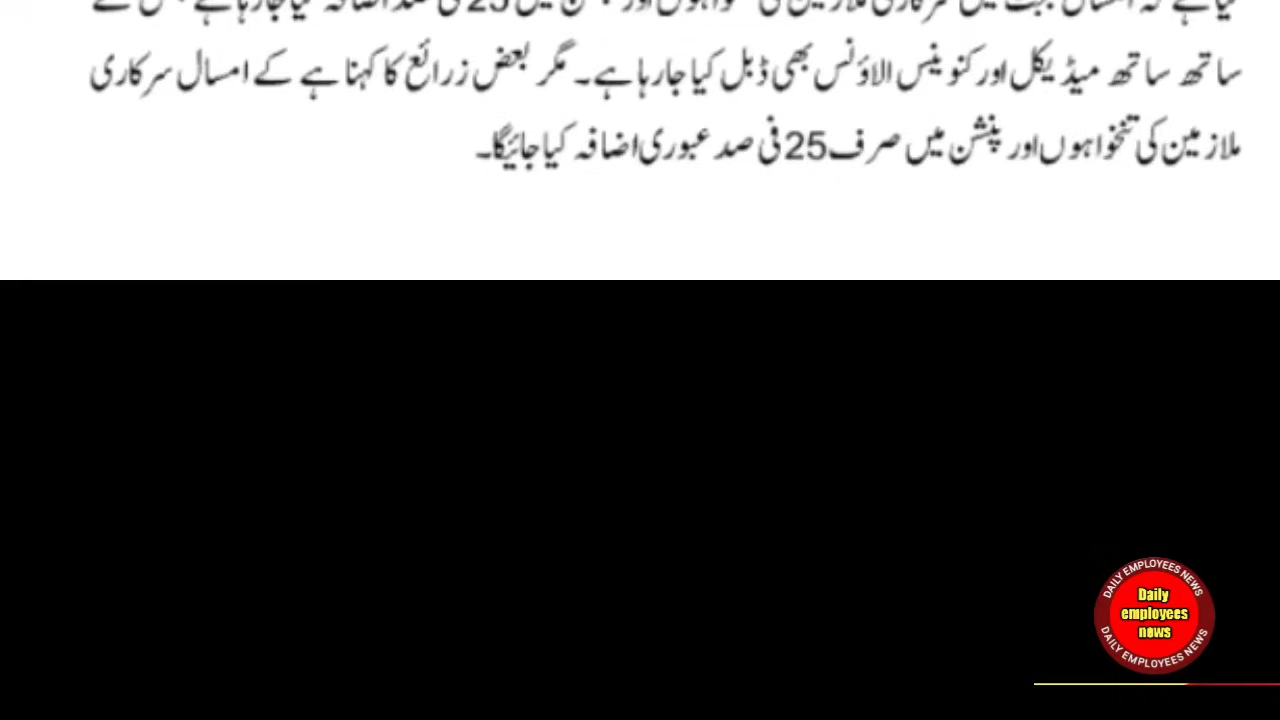 ساتھ ساتھ میڈیکل اور کنوینس الاؤنس بھی ڈبل کیا جا رہا ہے۔ مگر بعض زرائع کا کہنا ہے کے امسال سرکاری
ملازمین کی تنخواہوں اور پنشن میں صرف 25 فی صد عبوری اضافہ کیا جائیگا۔
DAILY EMPLOYEES NEWS
Daily
employees
news
DAILY EMPLOYEES NEWS